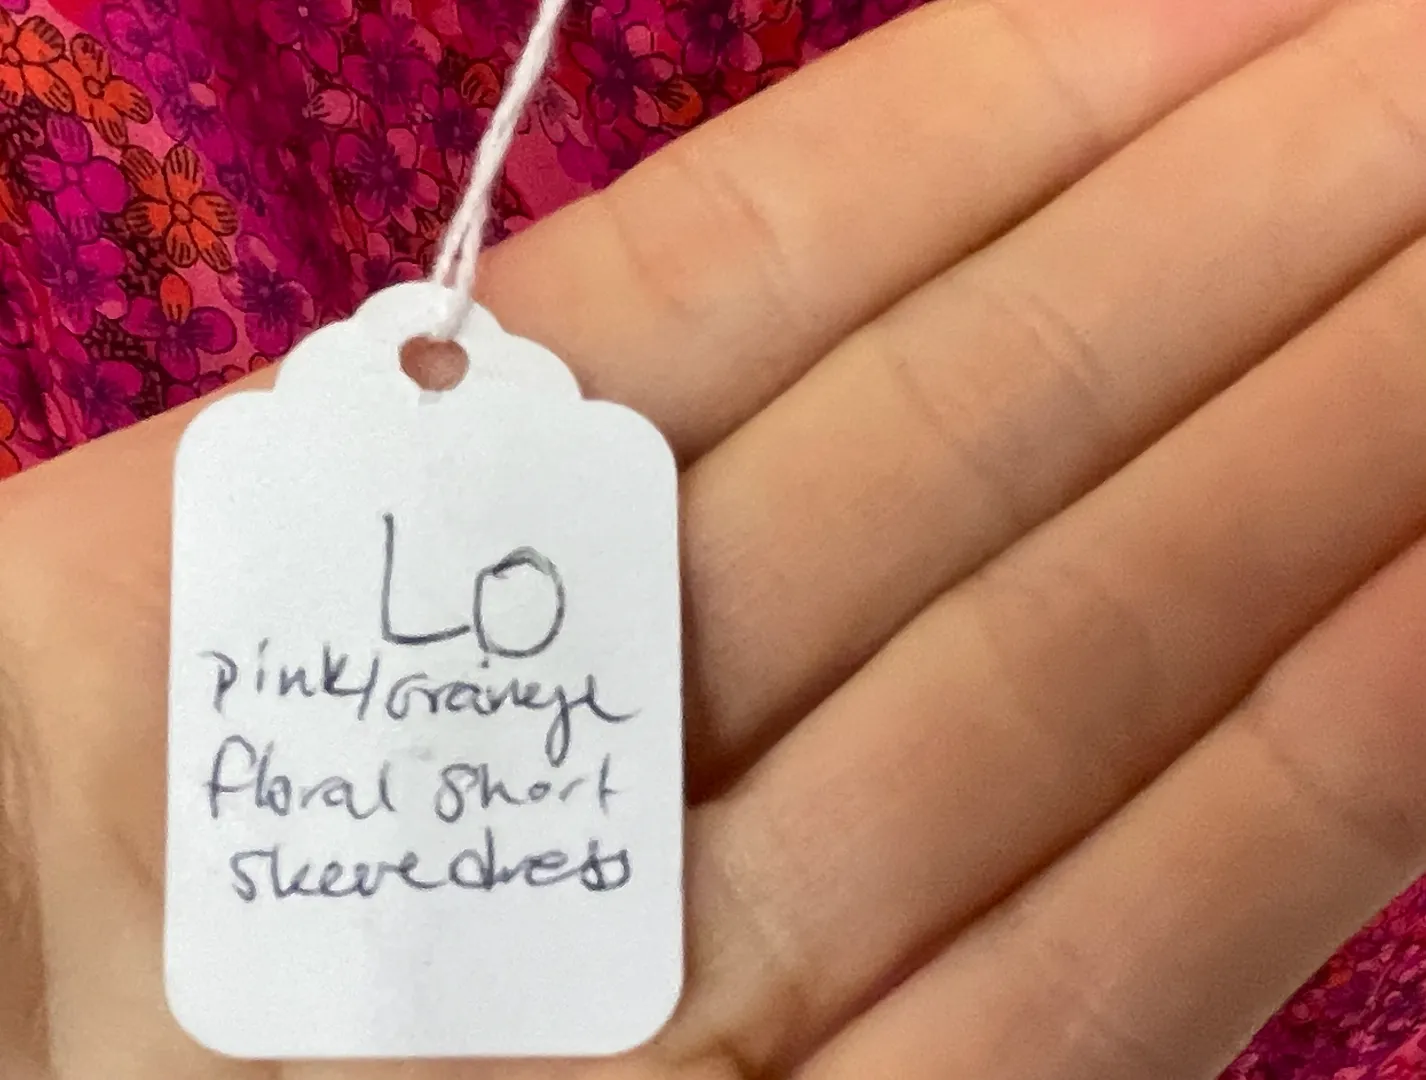 LO
pink/orange
floral short
sleeve dress